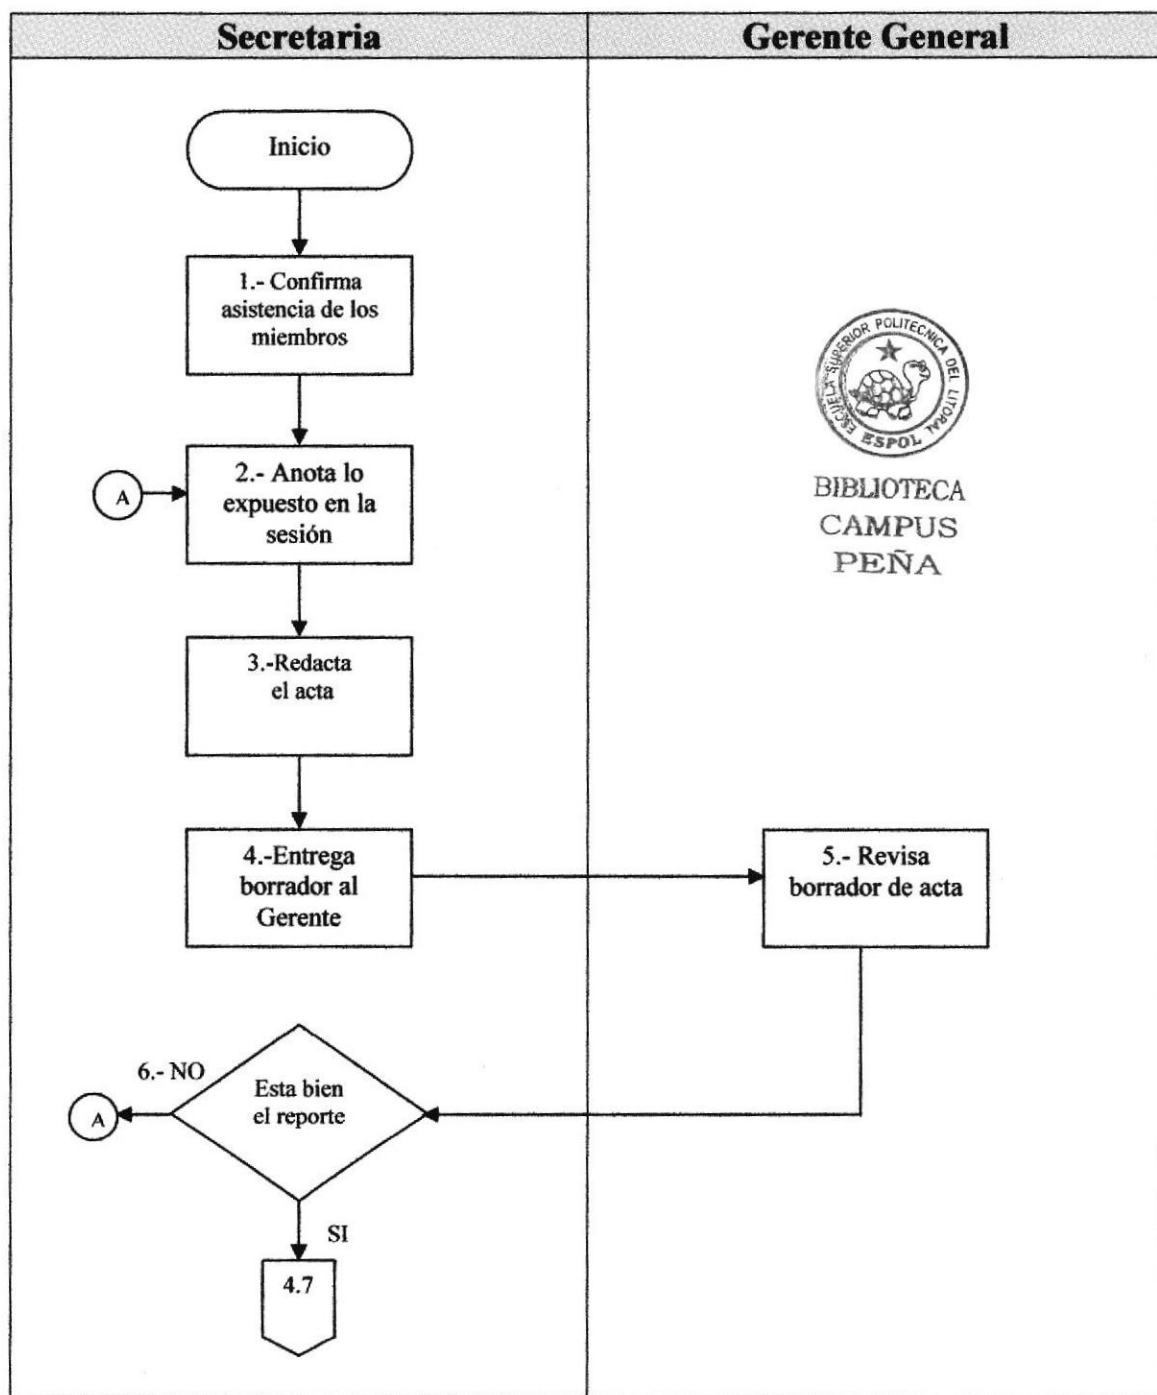 Secretaria
Gerente General
Inicio
1.- Confirma
asistencia de los
miembros
ESCUELA SUPERIOR POLITECNICA DEL LITORAL
ESPOL
BIBLIOTECA
CAMPUS
PEÑA
A
2.- Anota lo
expuesto en la
sesión
3.-Redacta
el acta
4.-Entrega
borrador al
Gerente
5.- Revisa
borrador de acta
6.- NO
Esta bien
el reporte
A
SI
4.7